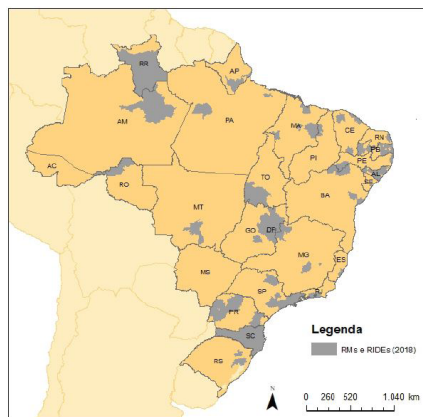 RR
AP
AM
PA
MA
CE
RN
PB
PE
PI
AL
SE
AC
RO
TO
BA
MT
GO
DF
MG
ES
MS
SP
RJ
PR
SC
RS
Legenda
RMs e RIDEs (2018)
N
0 260 520 1.040 km